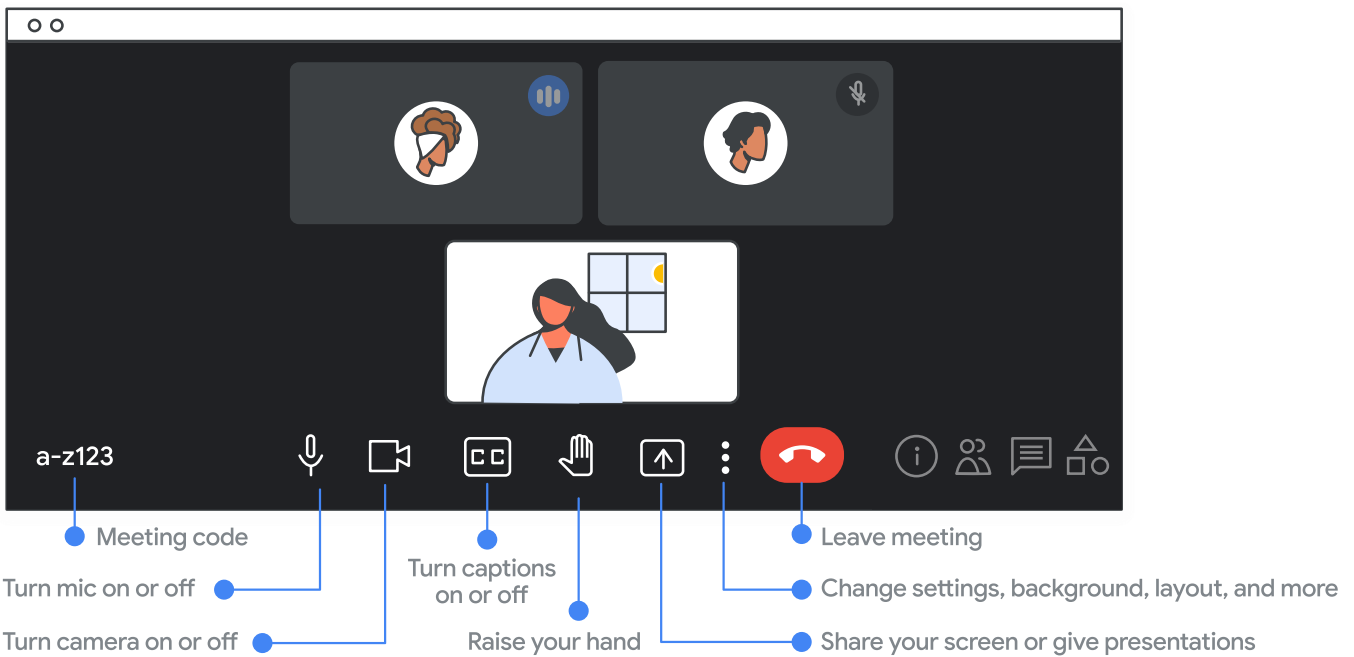 a-z123
CC
Meeting code
Leave meeting
Turn captions
on or off
Turn mic on or off
Change settings, background, layout, and more
Turn camera on or off
Raise your hand
Share your screen or give presentations